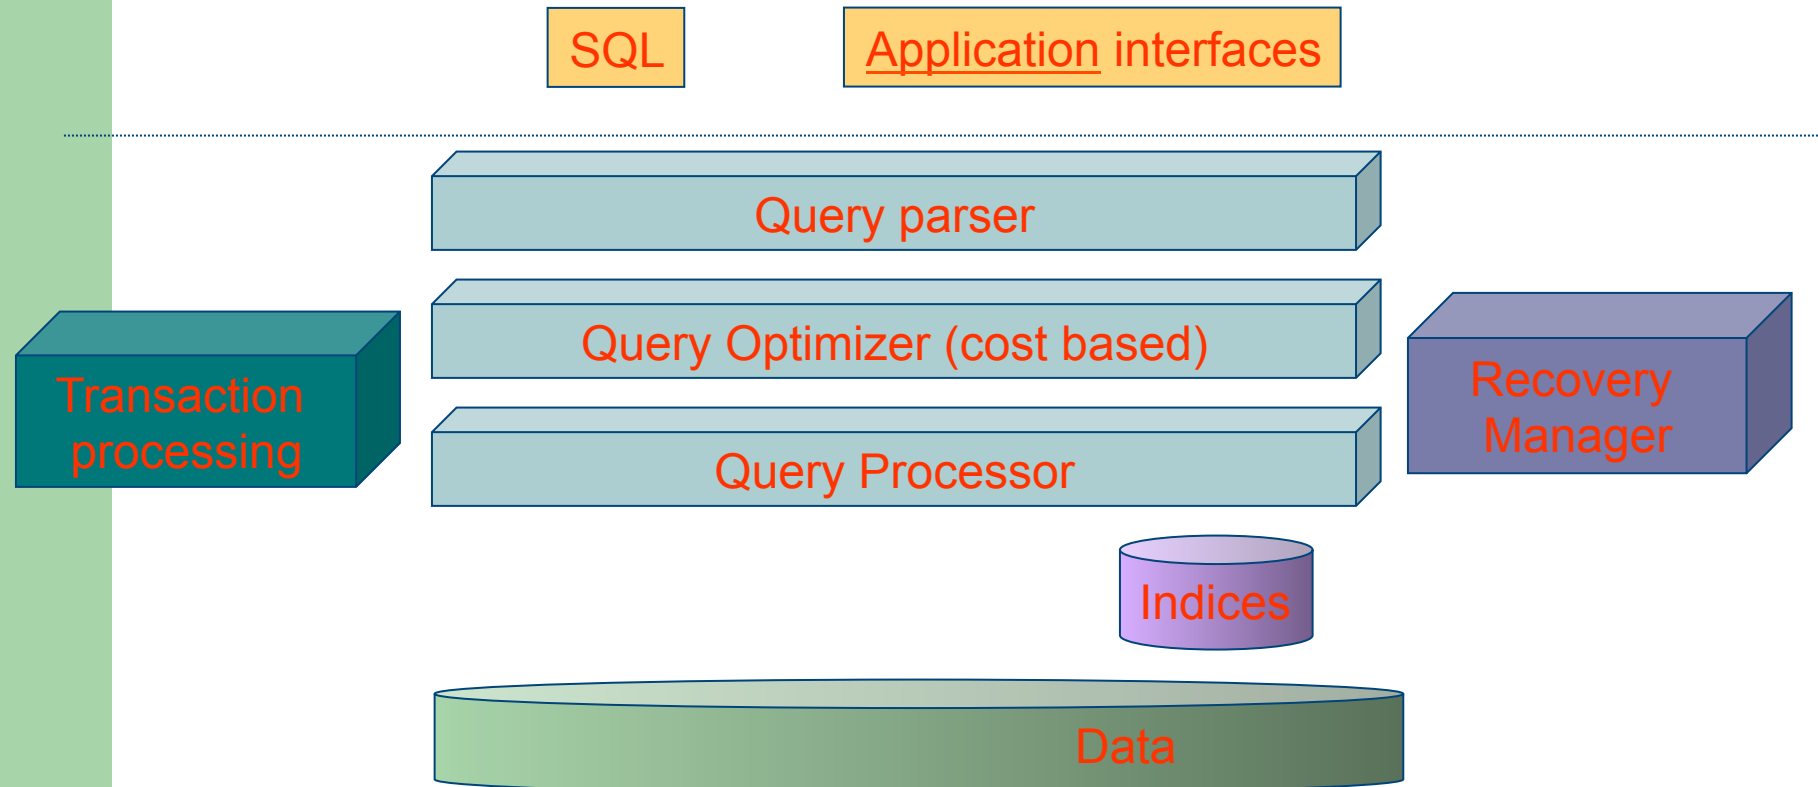 SQL
Application interfaces
Query parser
Query Optimizer (cost based)
Transaction
processing
Recovery
Manager
Query Processor
Indices
Data